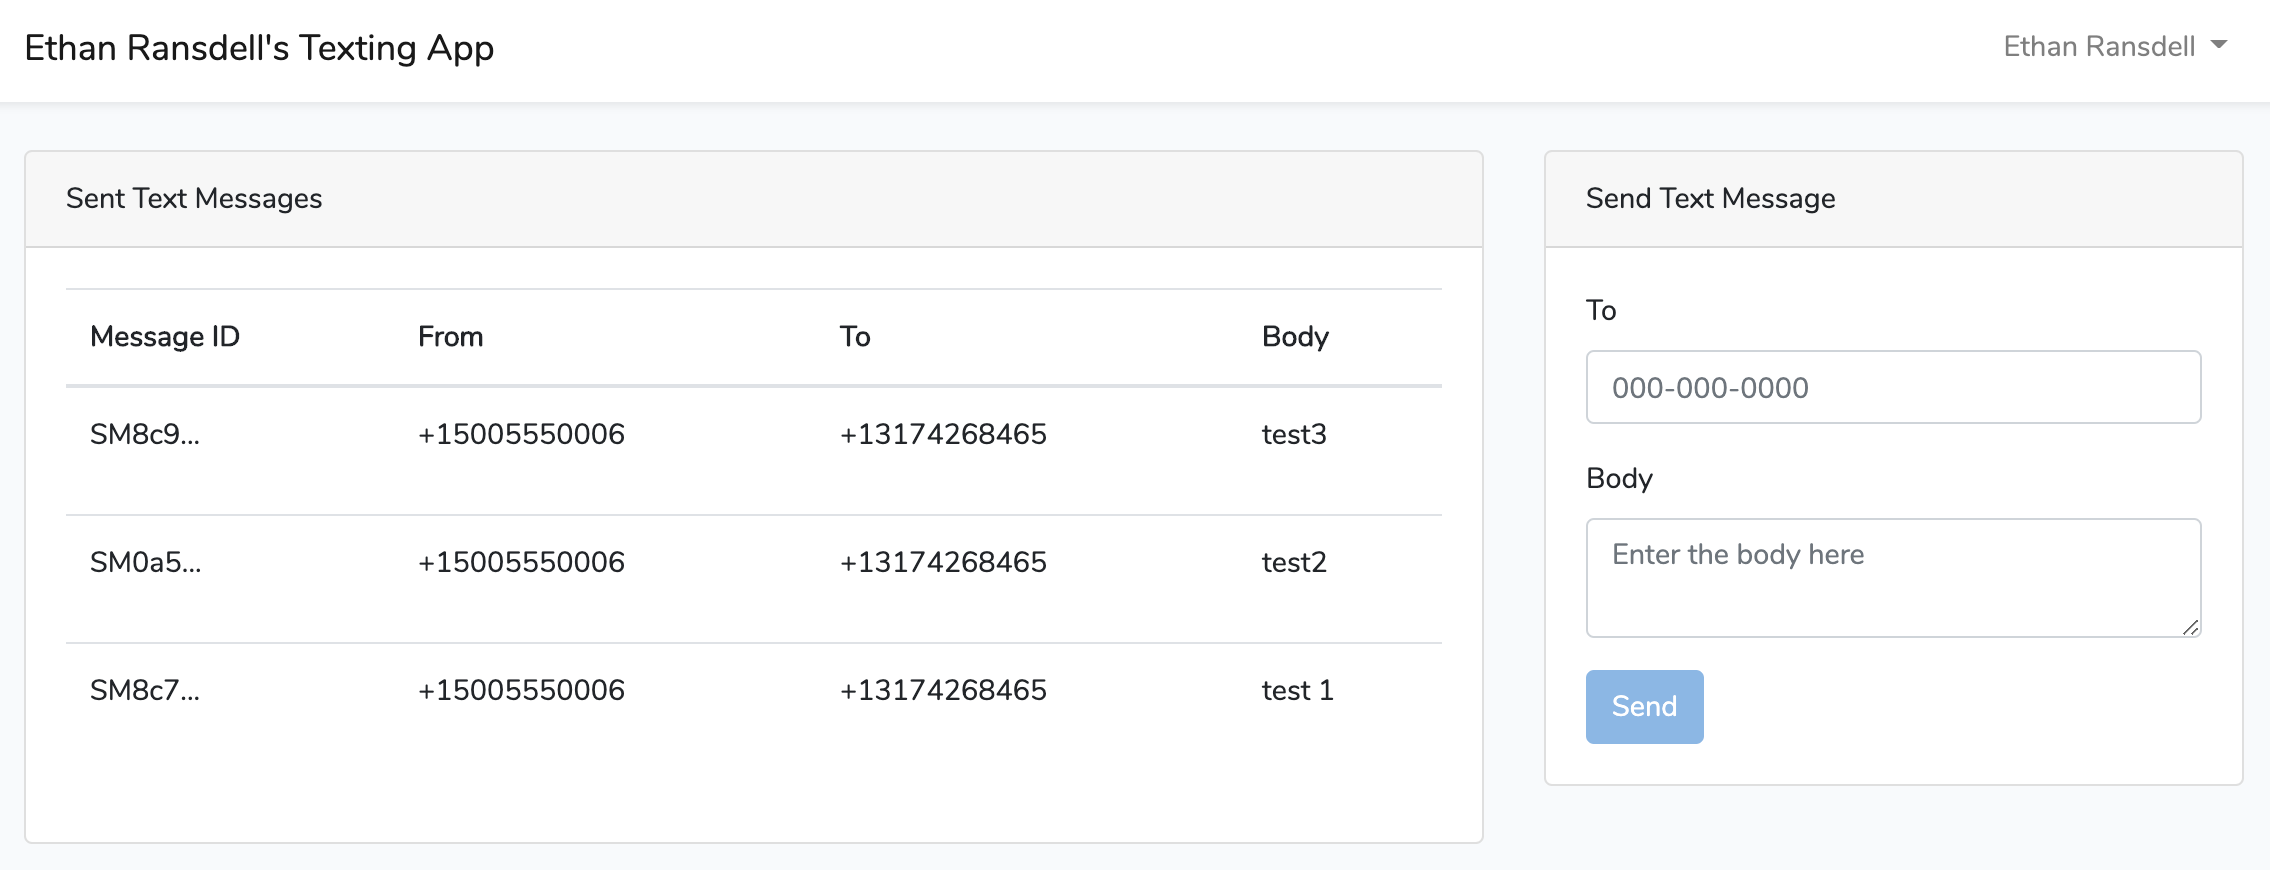 Ethan Ransdell's Texting App
Ethan Ransdell
Sent Text Messages
Message ID From To Body
SM8c9... +15005550006 +13174268465 test3
SM0a5... +15005550006 +13174268465 test2
SM8c7... +15005550006 +13174268465 test 1
Send Text Message
To
000-000-0000
Body
Enter the body here
Send